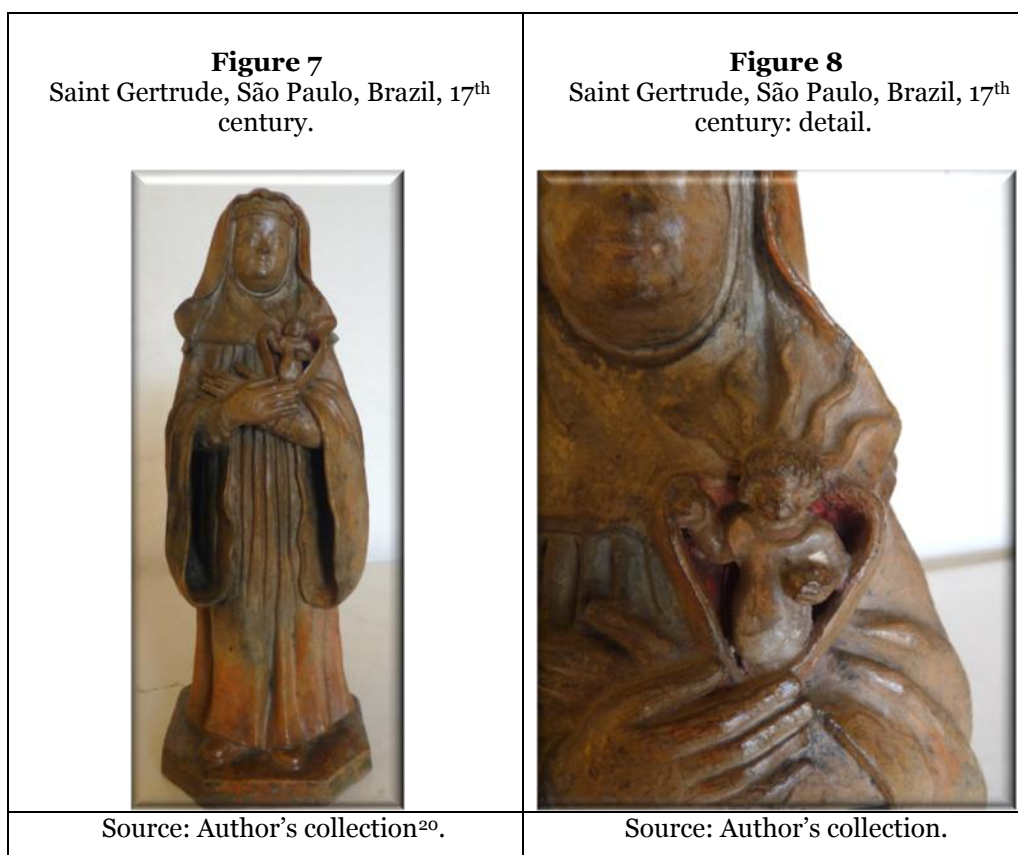 Figure 7
Saint Gertrude, São Paulo, Brazil, 17th
century.
Source: Author's collection20.
Figure 8
Saint Gertrude, São Paulo, Brazil, 17th
century: detail.
Source: Author's collection.